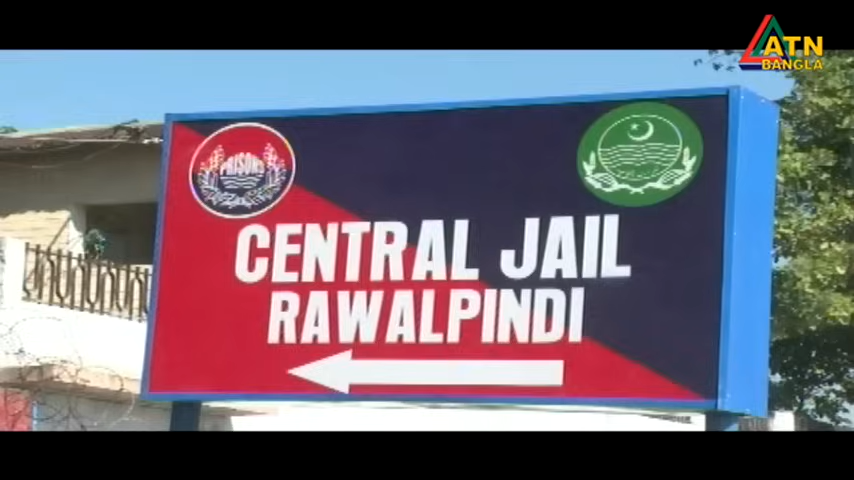 ATN
BANGLA
PRISONS
CENTRAL JAIL
RAWALPINDI